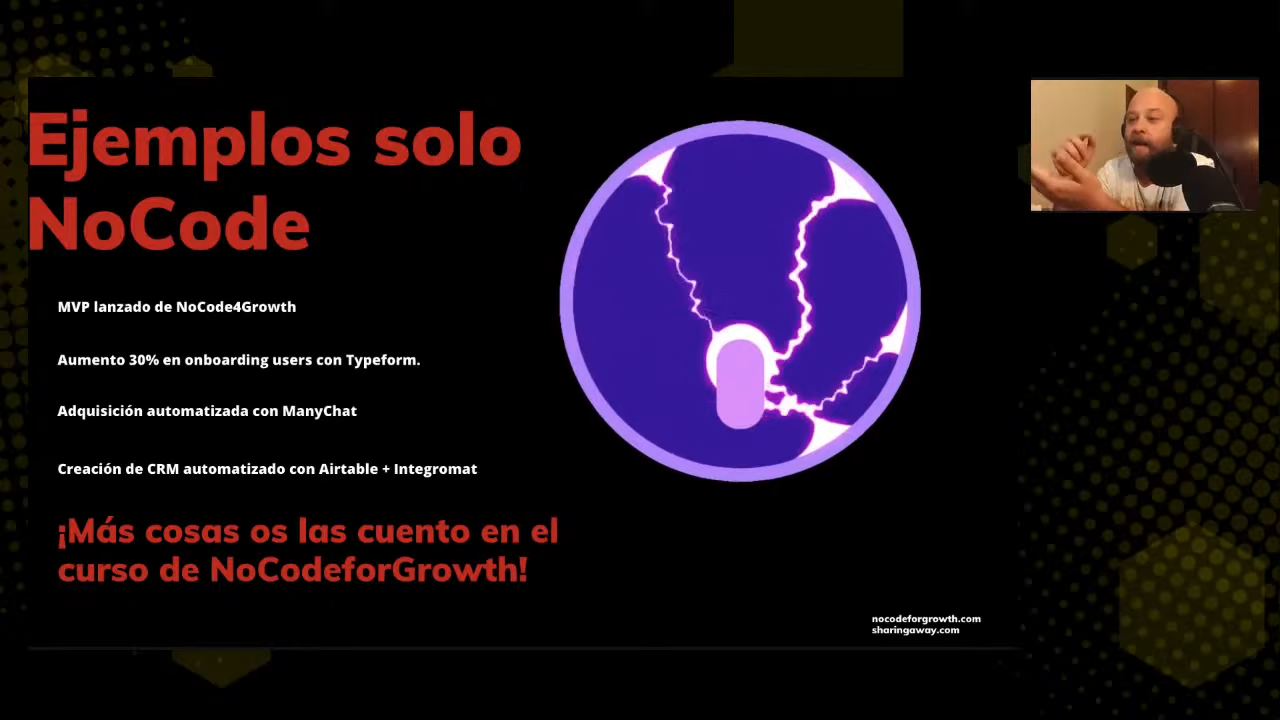 Ejemplos solo
NoCode
MVP lanzado de NoCode4Growth
Aumento 30% en onboarding users con Typeform.
Adquisición automatizada con ManyChat
Creación de CRM automatizado con Airtable + Integromat
¡Más cosas os las cuento en el
curso de NoCodeforGrowth!
nocodeforgrowth.com
sharingaway.com